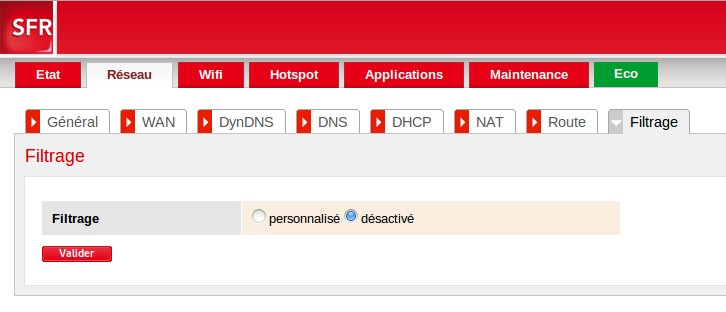 SFR
Etat Réseau Wifi Hotspot Applications Maintenance Eco
Général WAN DynDNS DNS DHCP NAT Route Filtrage
Filtrage
Filtrage personnalisé désactivé
Valider